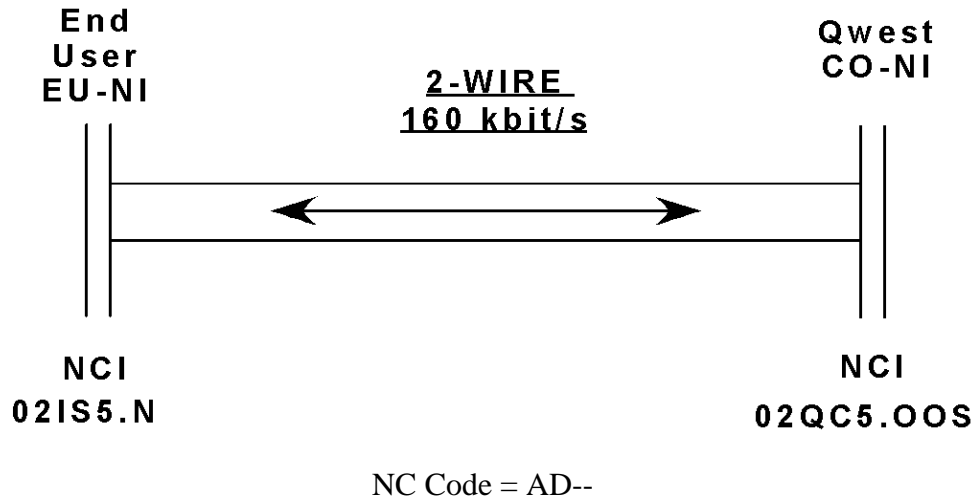 End
User
EU-NI
Qwest
CO-NI
2-WIRE
160 kbit/s
NCI
02IS5.N
NCI
02QC5.OOS
NC Code = AD--